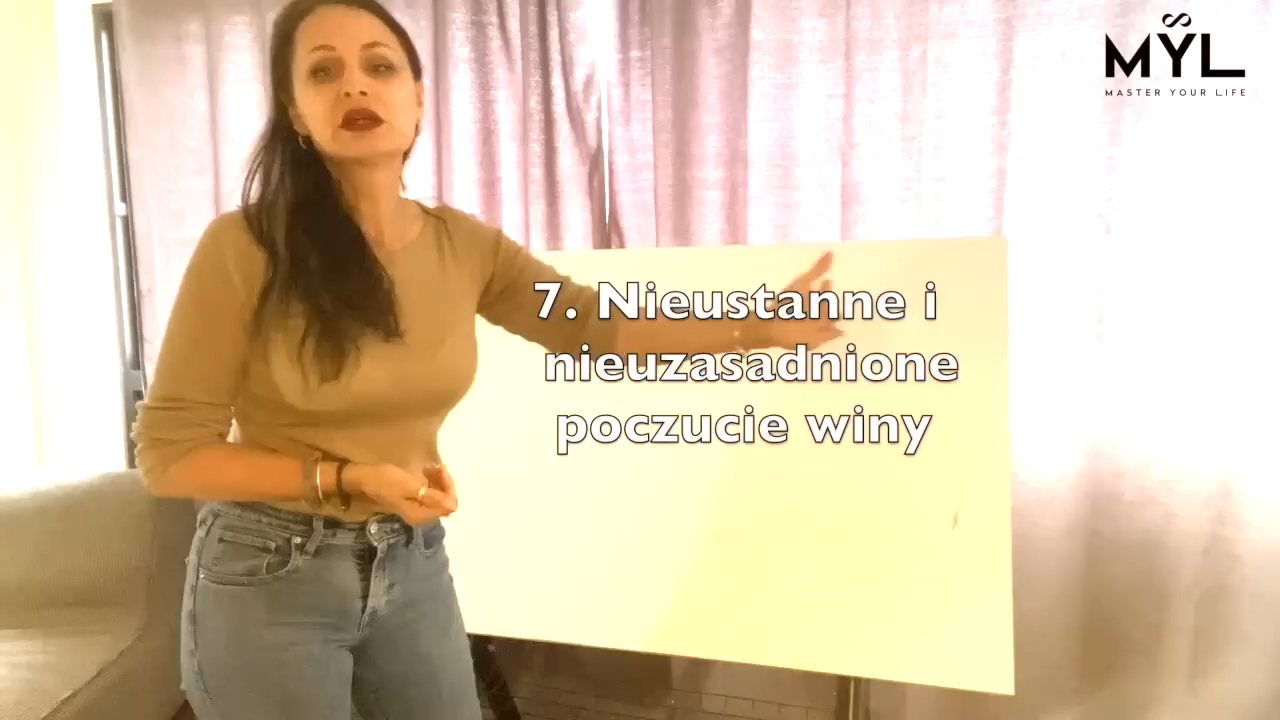 MYL
MASTER YOUR LIFE
7. Nieustanne i
nieuzasadnione
poczucie winy